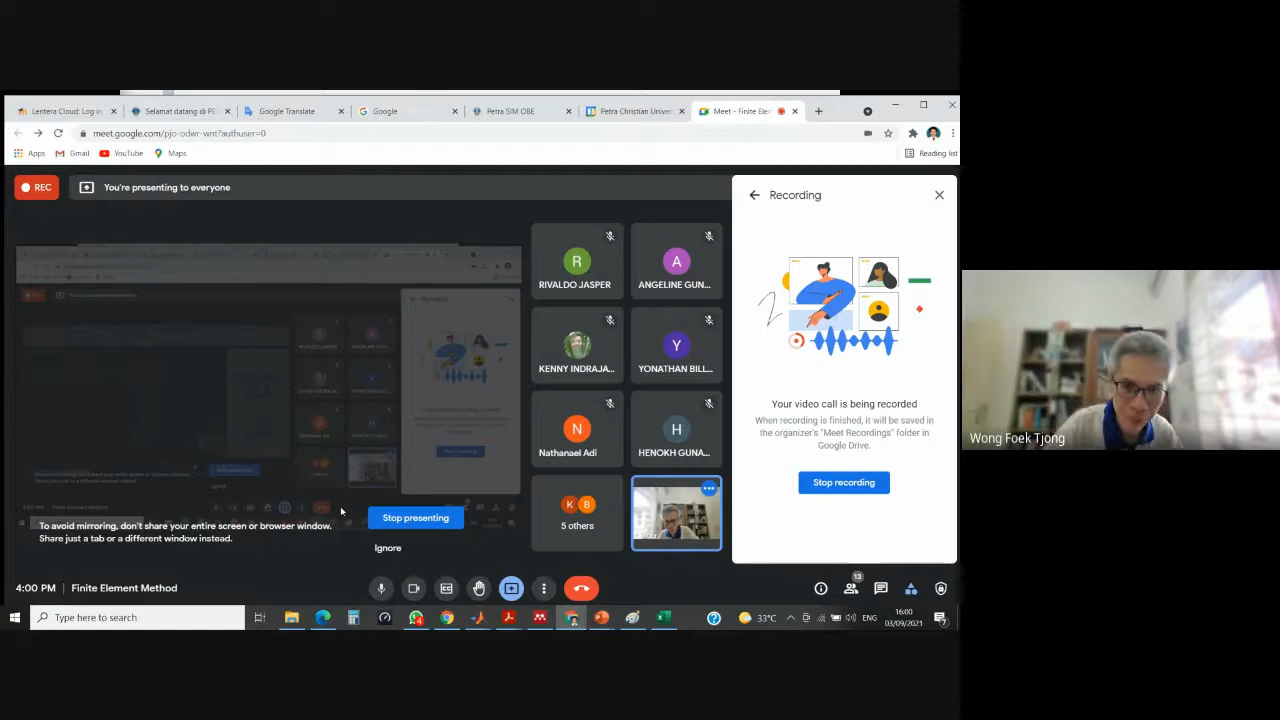 Lentera Cloud: Log in
Selamat datang di PE
Google Translate
Google
Petra SIM OBE
Petra Christian Univer
Meet - Finite Elem
meet.google.com/pjo-odwr-wnt?authuser=0
Apps
Gmail
YouTube
Maps
Reading list
REC
You're presenting to everyone
Recording
R
RIVALDO JASPER
A
ANGELINE GUN...
KENNY INDRAJA...
Y
YONATHAN BILL...
N
Nathanael Adi
H
HENOKH GUNA...
K B
5 others
Your video call is being recorded
When recording is finished, it will be saved in
the organizer's "Meet Recordings" folder in
Google Drive.
Stop recording
Wong Foek Tjong
To avoid mirroring, don't share your entire screen or browser window.
Share just a tab or a different window instead.
Stop presenting
Ignore
4:00 PM | Finite Element Method
13
Type here to search
4
33°C
ENG
16:00
03/09/2021
7